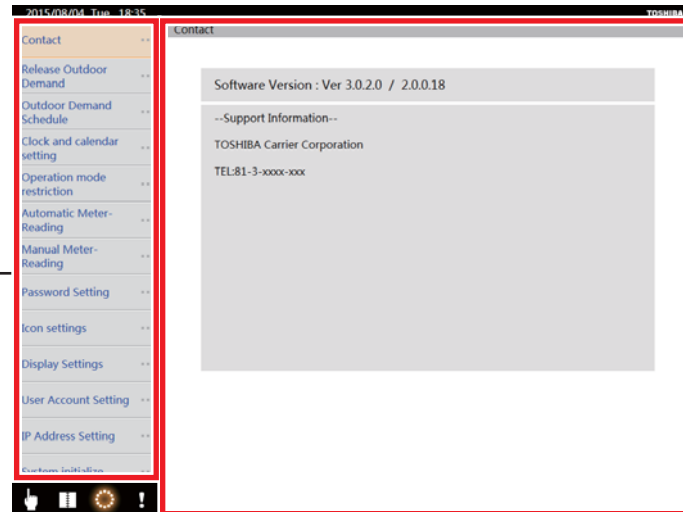 2015/08/04 Tue 18:35
TOSHIBA
Contact
Release Outdoor
Demand
Outdoor Demand
Schedule
Clock and calendar
setting
Operation mode
restriction
Automatic Meter-
Reading
Manual Meter-
Reading
Password Setting
Icon settings
Display Settings
User Account Setting
IP Address Setting
System initialize
Contact
Software Version : Ver 3.0.2.0 / 2.0.0.18
--Support Information--
TOSHIBA Carrier Corporation
TEL:81-3-xxxx-xxx